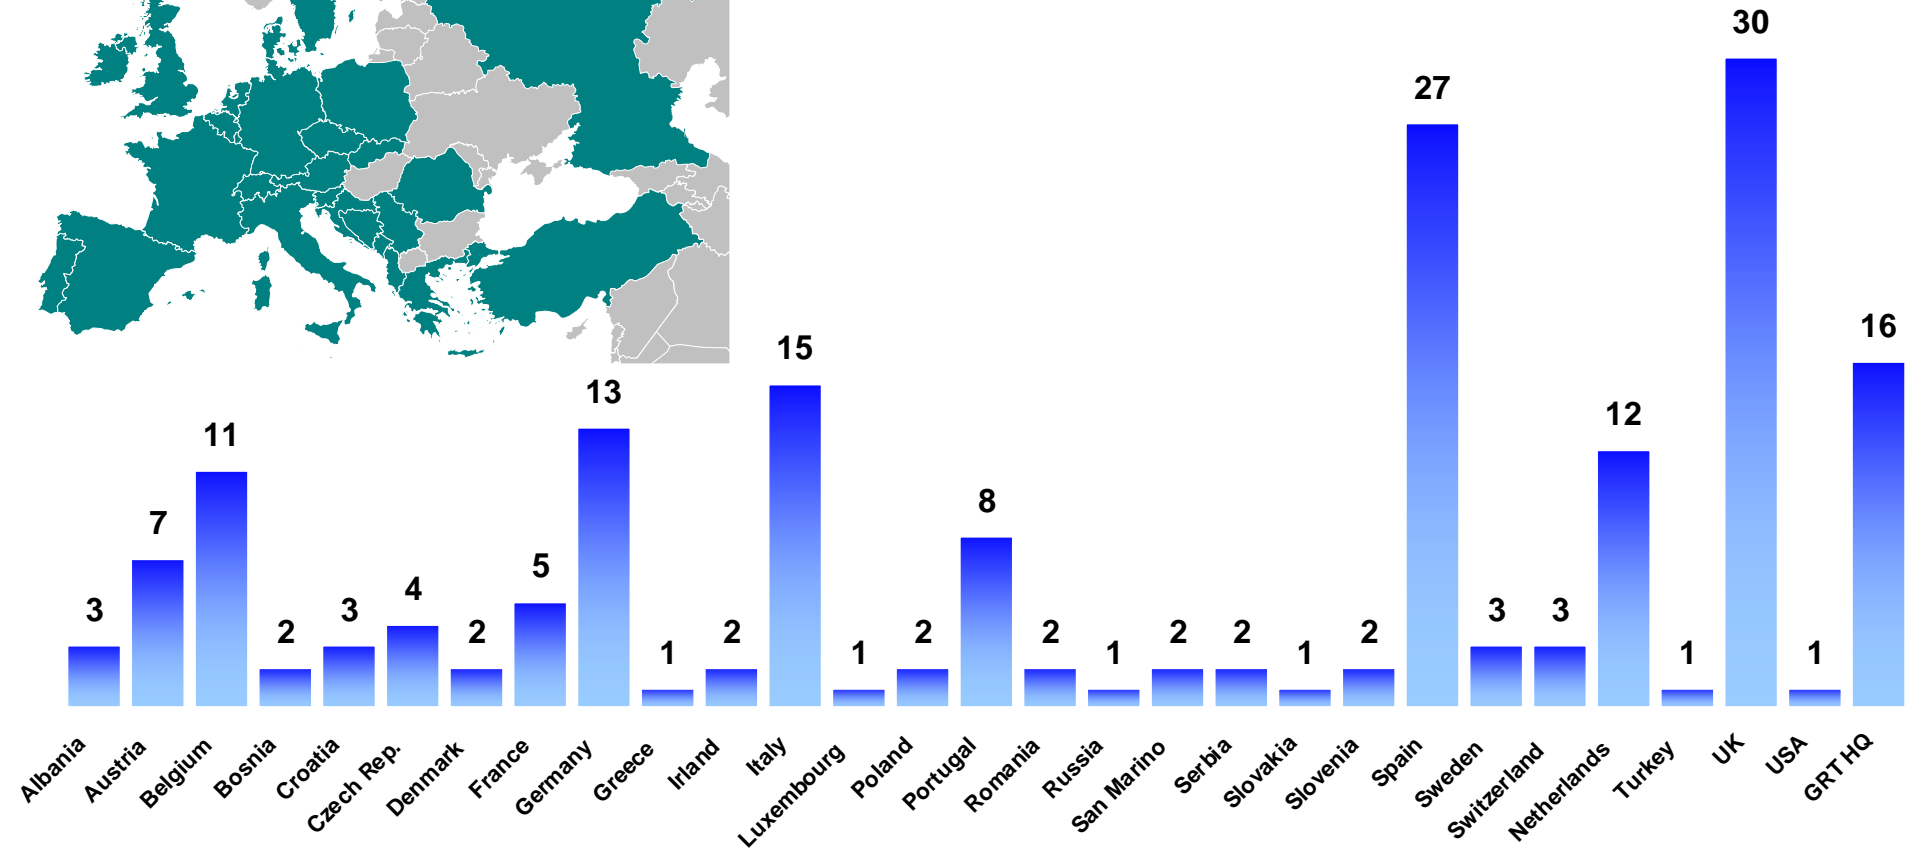 30
27
16
15
13
12
11
8
7
5
4
3
3
3
3
2
2
2
2
2
2
2
2
1
1
1
1
1
1
Albania
Austria
Belgium
Bosnia
Croatia
Czech Rep.
Denmark
France
Germany
Greece
Irland
Italy
Luxembourg
Poland
Portugal
Romania
Russia
San Marino
Serbia
Slovakia
Slovenia
Spain
Sweden
Switzerland
Netherlands
Turkey
UK
USA
GRT HQ